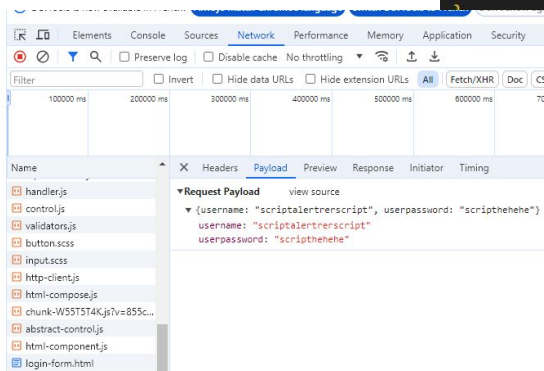 Elements Console Sources Network Performance Memory Application Security
Preserve log Disable cache No throttling
Filter Invert Hide data URLs Hide extension URLs All Fetch/XHR Doc
100000 ms 200000 ms 300000 ms 400000 ms 500000 ms 600000 ms
Name Headers Payload Preview Response Initiator Timing
handler.js ▼Request Payload view source
control.js ▼ {username: "scriptalertrerscript", userpassword: "scripthehehe"}
validators.js username: "scriptalertrerscript"
button.scss userpassword: "scripthehehe"
input.scss
http-client.js
html-compose.js
chunk-W55T5T4K.js?v=855c...
abstract-control.js
html-component.js
login-form.html